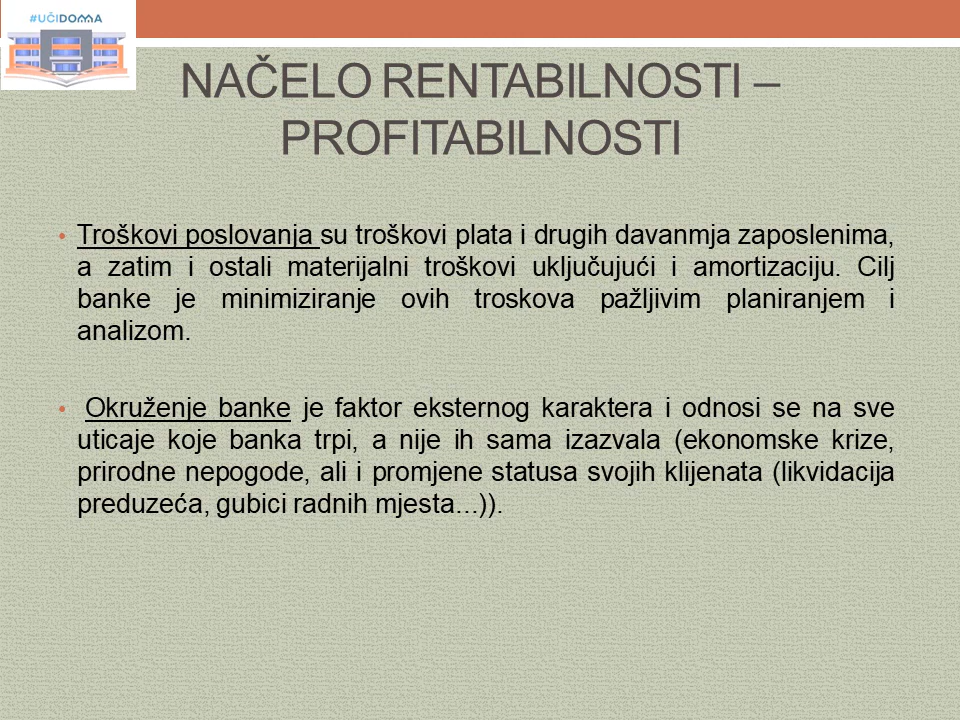 #UČIDOMA
NAČELO RENTABILNOSTI –
PROFITABILNOSTI
• Troškovi poslovanja su troškovi plata i drugih davanmja zaposlenima,
a zatim i ostali materijalni troškovi uključujući i amortizaciju. Cilj
banke je minimiziranje ovih troskova pažljivim planiranjem i
analizom.
• Okruženje banke je faktor eksternog karaktera i odnosi se na sve
uticaje koje banka trpi, a nije ih sama izazvala (ekonomske krize,
prirodne nepogode, ali i promjene statusa svojih klijenata (likvidacija
preduzeća, gubici radnih mjesta...)).